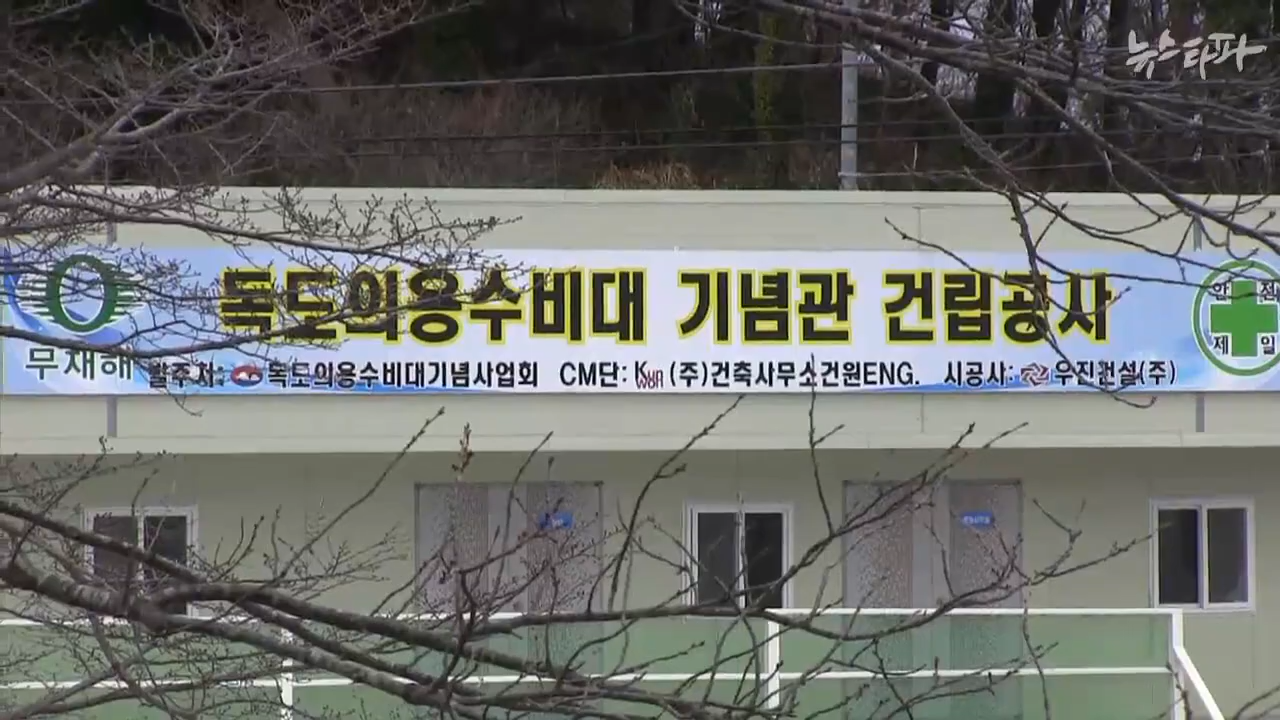 뉴스타파
독도의용수비대 기념관 건립공사
무재해
안전
제일
발주처: 독도의용수비대기념사업회 CM단: (주)건축사무소건원ENG. 시공사: 우진건설(주)